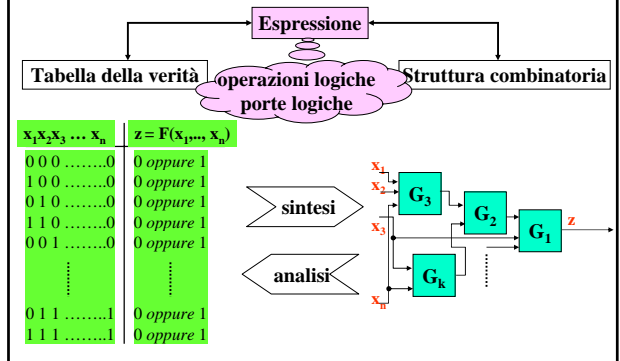 Espressione
Tabella della verità
operazioni logiche
porte logiche
Struttura combinatoria
x1x2x3 … xn z = F(x1,.., xn)
0 0 0 ……..0 0 oppure 1
1 0 0 ……..0 0 oppure 1
0 1 0 ……..0 0 oppure 1
1 1 0 ……..0 0 oppure 1
0 0 1 ……..0 0 oppure 1
0 1 1 ……..1 0 oppure 1
1 1 1 ……..1 0 oppure 1
sintesi
analisi
x1
x2
x3
xn
G3
G2
G1
Gk
z